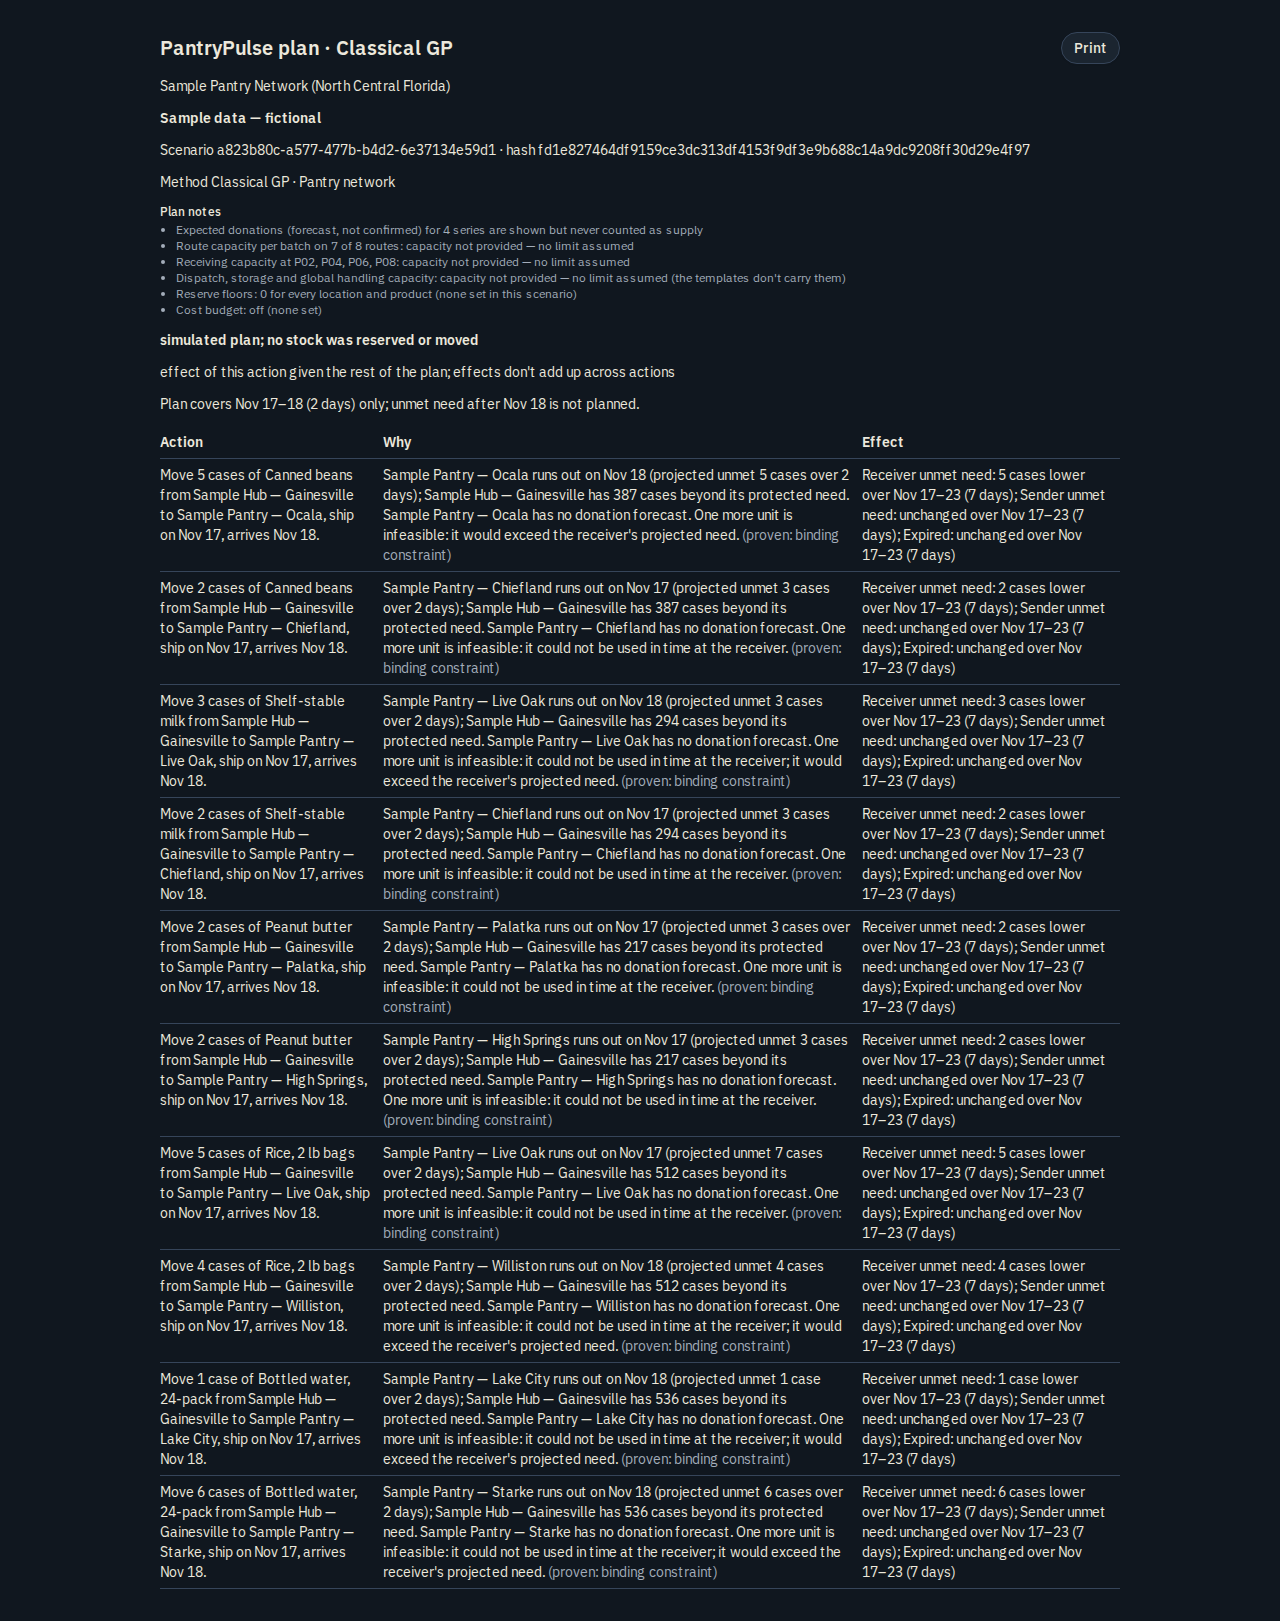 PantryPulse plan · Classical GP
Print
Sample Pantry Network (North Central Florida)
Sample data — fictional
Scenario a823b80c-a577-477b-b4d2-6e37134e59d1 · hash fd1e827464df9159ce3dc313df4153f9df3e9b688c14a9dc9208ff30d29e4f97
Method Classical GP · Pantry network
Plan notes
• Expected donations (forecast, not confirmed) for 4 series are shown but never counted as supply
• Route capacity per batch on 7 of 8 routes: capacity not provided — no limit assumed
• Receiving capacity at P02, P04, P06, P08: capacity not provided — no limit assumed
• Dispatch, storage and global handling capacity: capacity not provided — no limit assumed (the templates don't carry them)
• Reserve floors: 0 for every location and product (none set in this scenario)
• Cost budget: off (none set)
simulated plan; no stock was reserved or moved
effect of this action given the rest of the plan; effects don't add up across actions
Plan covers Nov 17–18 (2 days) only; unmet need after Nov 18 is not planned.
Action
Why
Effect
Move 5 cases of Canned beans
from Sample Hub — Gainesville
to Sample Pantry — Ocala, ship
on Nov 17, arrives Nov 18.
Sample Pantry — Ocala runs out on Nov 18 (projected unmet 5 cases over 2
days); Sample Hub — Gainesville has 387 cases beyond its protected need.
Sample Pantry — Ocala has no donation forecast. One more unit is
infeasible: it would exceed the receiver's projected need. (proven: binding
constraint)
Receiver unmet need: 5 cases lower
over Nov 17–23 (7 days); Sender unmet
need: unchanged over Nov 17–23 (7
days); Expired: unchanged over Nov
17–23 (7 days)
Move 2 cases of Canned beans
from Sample Hub — Gainesville
to Sample Pantry — Chiefland,
ship on Nov 17, arrives Nov 18.
Sample Pantry — Chiefland runs out on Nov 17 (projected unmet 3 cases
over 2 days); Sample Hub — Gainesville has 387 cases beyond its
protected need. Sample Pantry — Chiefland has no donation forecast. One
more unit is infeasible: it could not be used in time at the receiver. (proven:
binding constraint)
Receiver unmet need: 2 cases lower
over Nov 17–23 (7 days); Sender unmet
need: unchanged over Nov 17–23 (7
days); Expired: unchanged over Nov
17–23 (7 days)
Move 3 cases of Shelf-stable
milk from Sample Hub —
Gainesville to Sample Pantry —
Live Oak, ship on Nov 17, arrives
Nov 18.
Sample Pantry — Live Oak runs out on Nov 18 (projected unmet 3 cases
over 2 days); Sample Hub — Gainesville has 294 cases beyond its
protected need. Sample Pantry — Live Oak has no donation forecast. One
more unit is infeasible: it could not be used in time at the receiver; it would
exceed the receiver's projected need. (proven: binding constraint)
Receiver unmet need: 3 cases lower
over Nov 17–23 (7 days); Sender unmet
need: unchanged over Nov 17–23 (7
days); Expired: unchanged over Nov
17–23 (7 days)
Move 2 cases of Shelf-stable
milk from Sample Hub —
Gainesville to Sample Pantry —
Chiefland, ship on Nov 17, arrives
Nov 18.
Sample Pantry — Chiefland runs out on Nov 17 (projected unmet 3 cases
over 2 days); Sample Hub — Gainesville has 294 cases beyond its
protected need. Sample Pantry — Chiefland has no donation forecast. One
more unit is infeasible: it could not be used in time at the receiver. (proven:
binding constraint)
Receiver unmet need: 2 cases lower
over Nov 17–23 (7 days); Sender unmet
need: unchanged over Nov 17–23 (7
days); Expired: unchanged over Nov
17–23 (7 days)
Move 2 cases of Peanut butter
from Sample Hub — Gainesville
to Sample Pantry — Palatka, ship
on Nov 17, arrives Nov 18.
Sample Pantry — Palatka runs out on Nov 17 (projected unmet 3 cases over
2 days); Sample Hub — Gainesville has 217 cases beyond its protected
need. Sample Pantry — Palatka has no donation forecast. One more unit is
infeasible: it could not be used in time at the receiver. (proven: binding
constraint)
Receiver unmet need: 2 cases lower
over Nov 17–23 (7 days); Sender unmet
need: unchanged over Nov 17–23 (7
days); Expired: unchanged over Nov
17–23 (7 days)
Move 2 cases of Peanut butter
from Sample Hub — Gainesville
to Sample Pantry — High Springs,
ship on Nov 17, arrives Nov 18.
Sample Pantry — High Springs runs out on Nov 17 (projected unmet 3 cases
over 2 days); Sample Hub — Gainesville has 217 cases beyond its
protected need. Sample Pantry — High Springs has no donation forecast.
One more unit is infeasible: it could not be used in time at the receiver.
(proven: binding constraint)
Receiver unmet need: 2 cases lower
over Nov 17–23 (7 days); Sender unmet
need: unchanged over Nov 17–23 (7
days); Expired: unchanged over Nov
17–23 (7 days)
Move 5 cases of Rice, 2 lb bags
from Sample Hub — Gainesville
to Sample Pantry — Live Oak, ship
on Nov 17, arrives Nov 18.
Sample Pantry — Live Oak runs out on Nov 17 (projected unmet 7 cases
over 2 days); Sample Hub — Gainesville has 512 cases beyond its
protected need. Sample Pantry — Live Oak has no donation forecast. One
more unit is infeasible: it could not be used in time at the receiver. (proven:
binding constraint)
Receiver unmet need: 5 cases lower
over Nov 17–23 (7 days); Sender unmet
need: unchanged over Nov 17–23 (7
days); Expired: unchanged over Nov
17–23 (7 days)
Move 4 cases of Rice, 2 lb bags
from Sample Hub — Gainesville
to Sample Pantry — Williston,
ship on Nov 17, arrives Nov 18.
Sample Pantry — Williston runs out on Nov 18 (projected unmet 4 cases
over 2 days); Sample Hub — Gainesville has 512 cases beyond its
protected need. Sample Pantry — Williston has no donation forecast. One
more unit is infeasible: it could not be used in time at the receiver; it would
exceed the receiver's projected need. (proven: binding constraint)
Receiver unmet need: 4 cases lower
over Nov 17–23 (7 days); Sender unmet
need: unchanged over Nov 17–23 (7
days); Expired: unchanged over Nov
17–23 (7 days)
Move 1 case of Bottled water,
24-pack from Sample Hub —
Gainesville to Sample Pantry —
Lake City, ship on Nov 17, arrives
Nov 18.
Sample Pantry — Lake City runs out on Nov 18 (projected unmet 1 case
over 2 days); Sample Hub — Gainesville has 536 cases beyond its
protected need. Sample Pantry — Lake City has no donation forecast. One
more unit is infeasible: it could not be used in time at the receiver; it would
exceed the receiver's projected need. (proven: binding constraint)
Receiver unmet need: 1 case lower
over Nov 17–23 (7 days); Sender unmet
need: unchanged over Nov 17–23 (7
days); Expired: unchanged over Nov
17–23 (7 days)
Move 6 cases of Bottled water,
24-pack from Sample Hub —
Gainesville to Sample Pantry —
Starke, ship on Nov 17, arrives
Nov 18.
Sample Pantry — Starke runs out on Nov 18 (projected unmet 6 cases over
2 days); Sample Hub — Gainesville has 536 cases beyond its protected
need. Sample Pantry — Starke has no donation forecast. One more unit is
infeasible: it could not be used in time at the receiver; it would exceed the
receiver's projected need. (proven: binding constraint)
Receiver unmet need: 6 cases lower
over Nov 17–23 (7 days); Sender unmet
need: unchanged over Nov 17–23 (7
days); Expired: unchanged over Nov
17–23 (7 days)